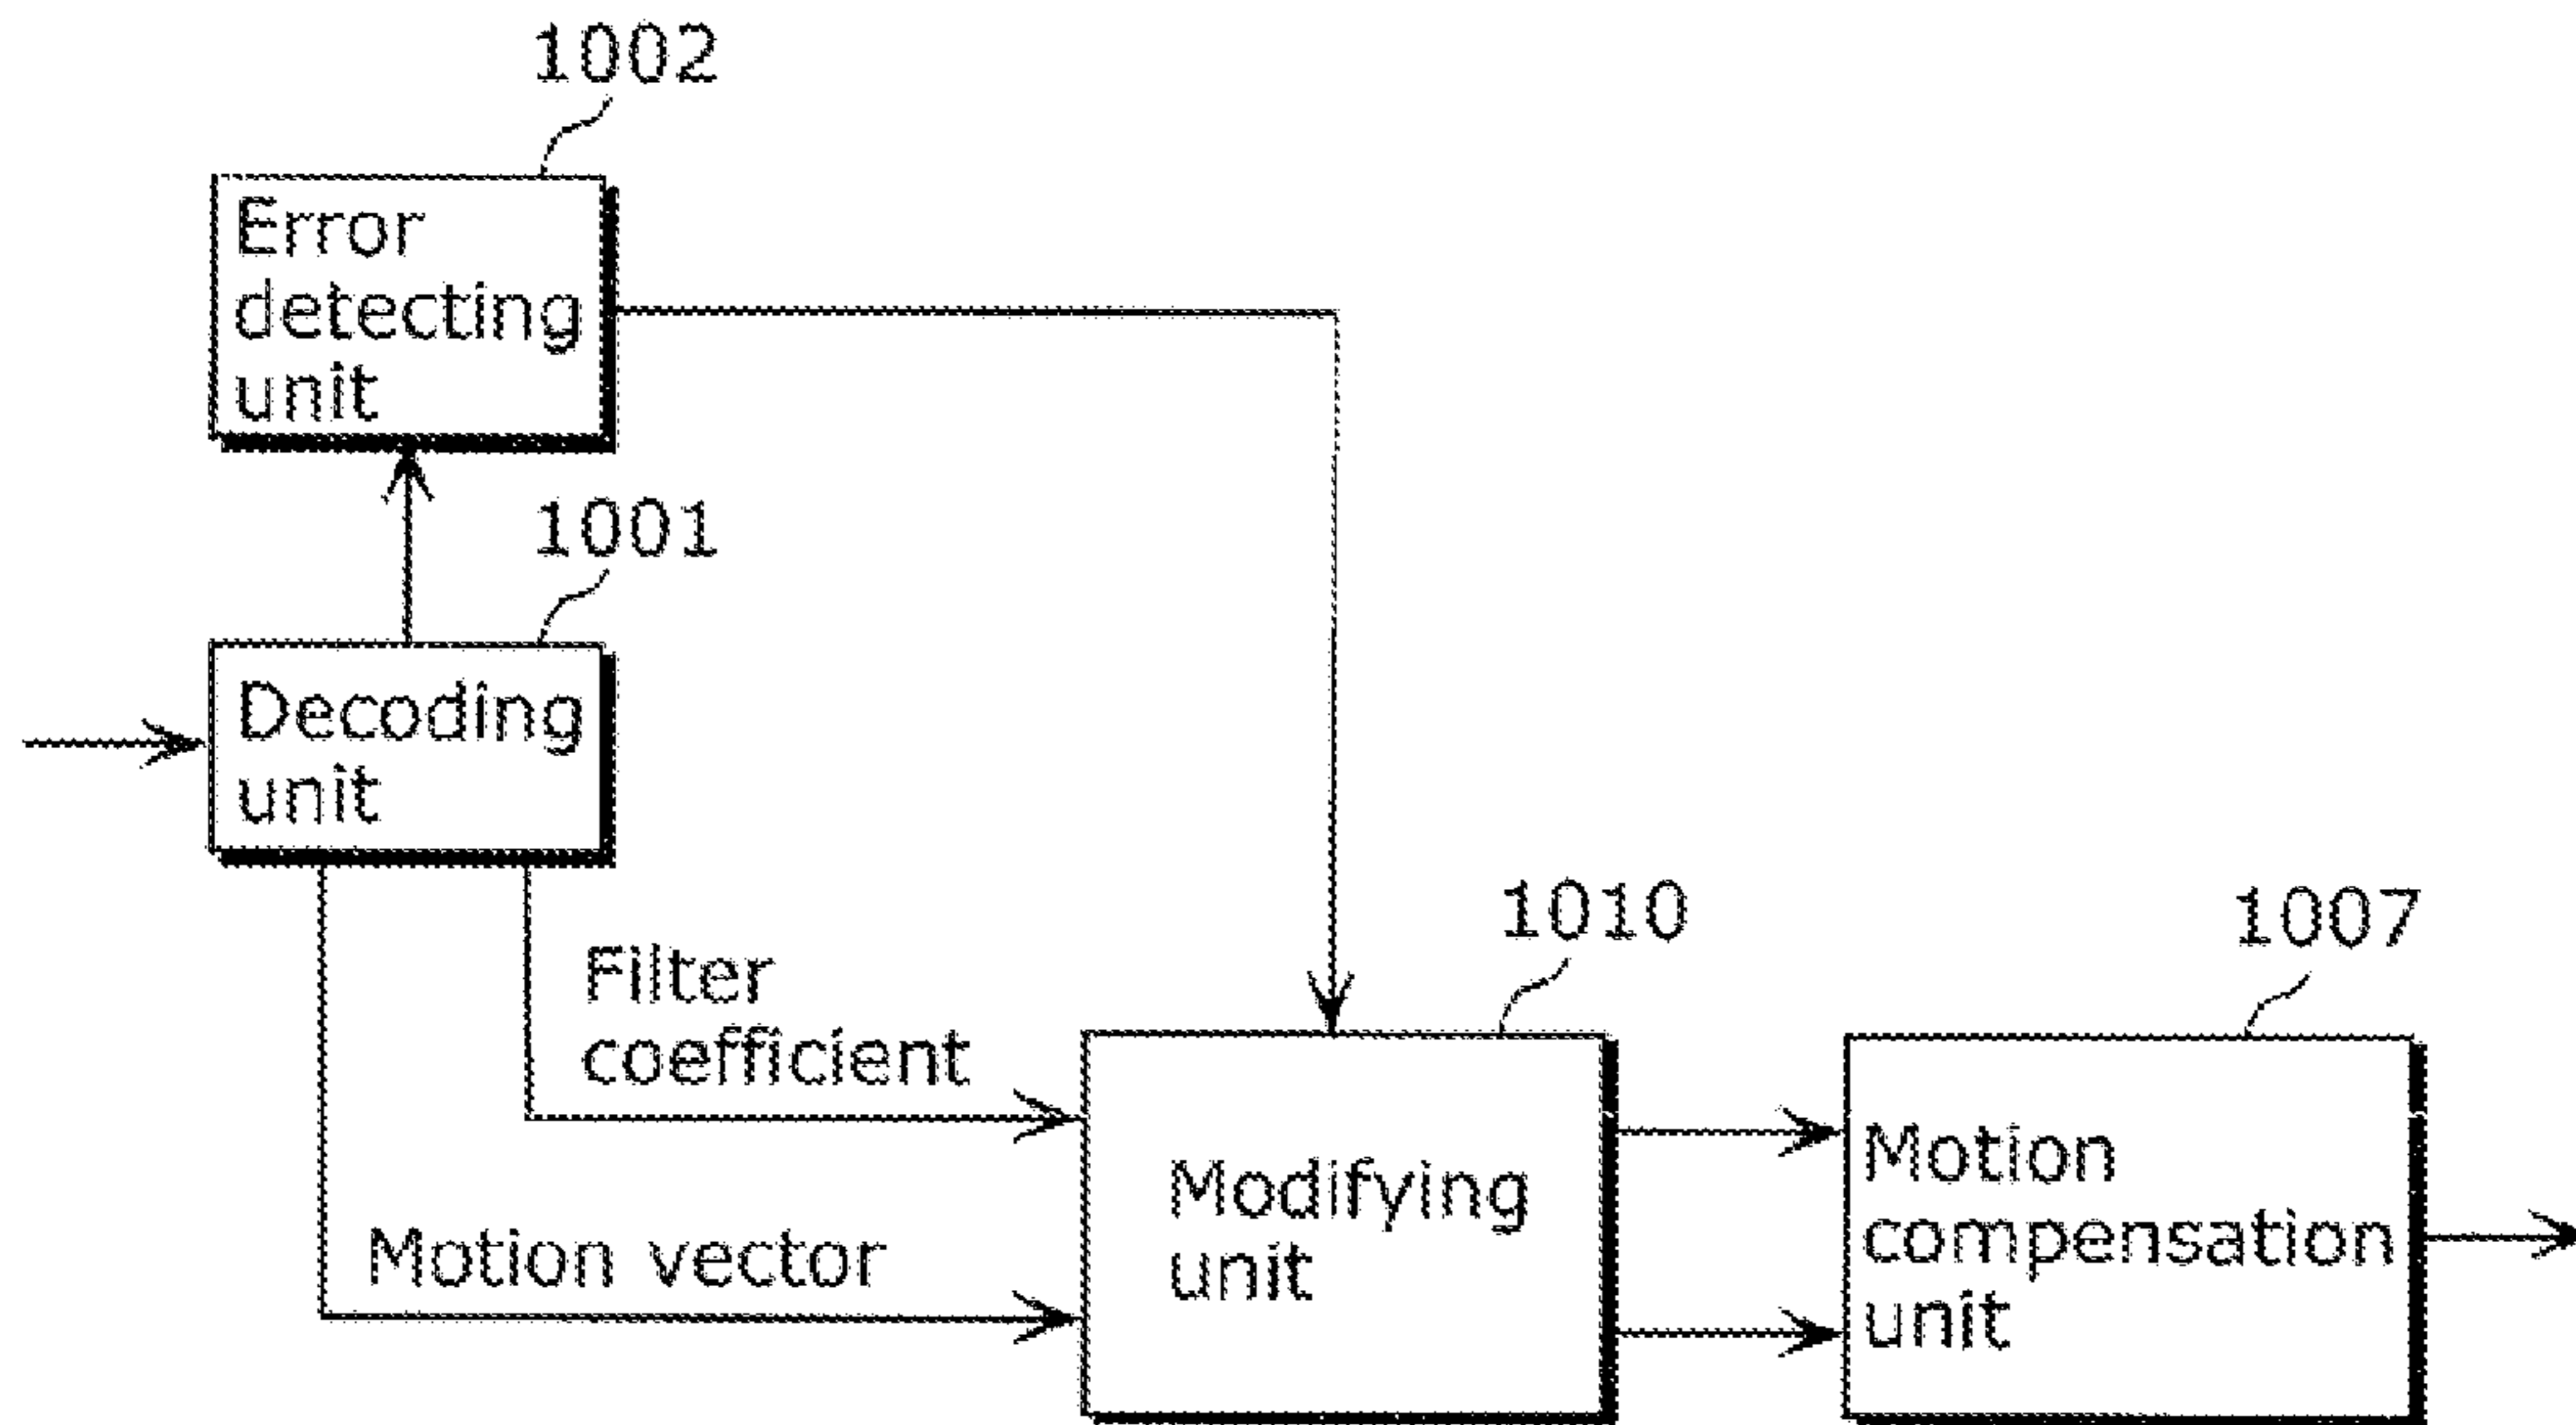 1002
Error
detecting
unit
1001
Decoding
unit
Filter
coefficient
Motion vector
1010
Modifying
unit
1007
Motion
compensation
unit